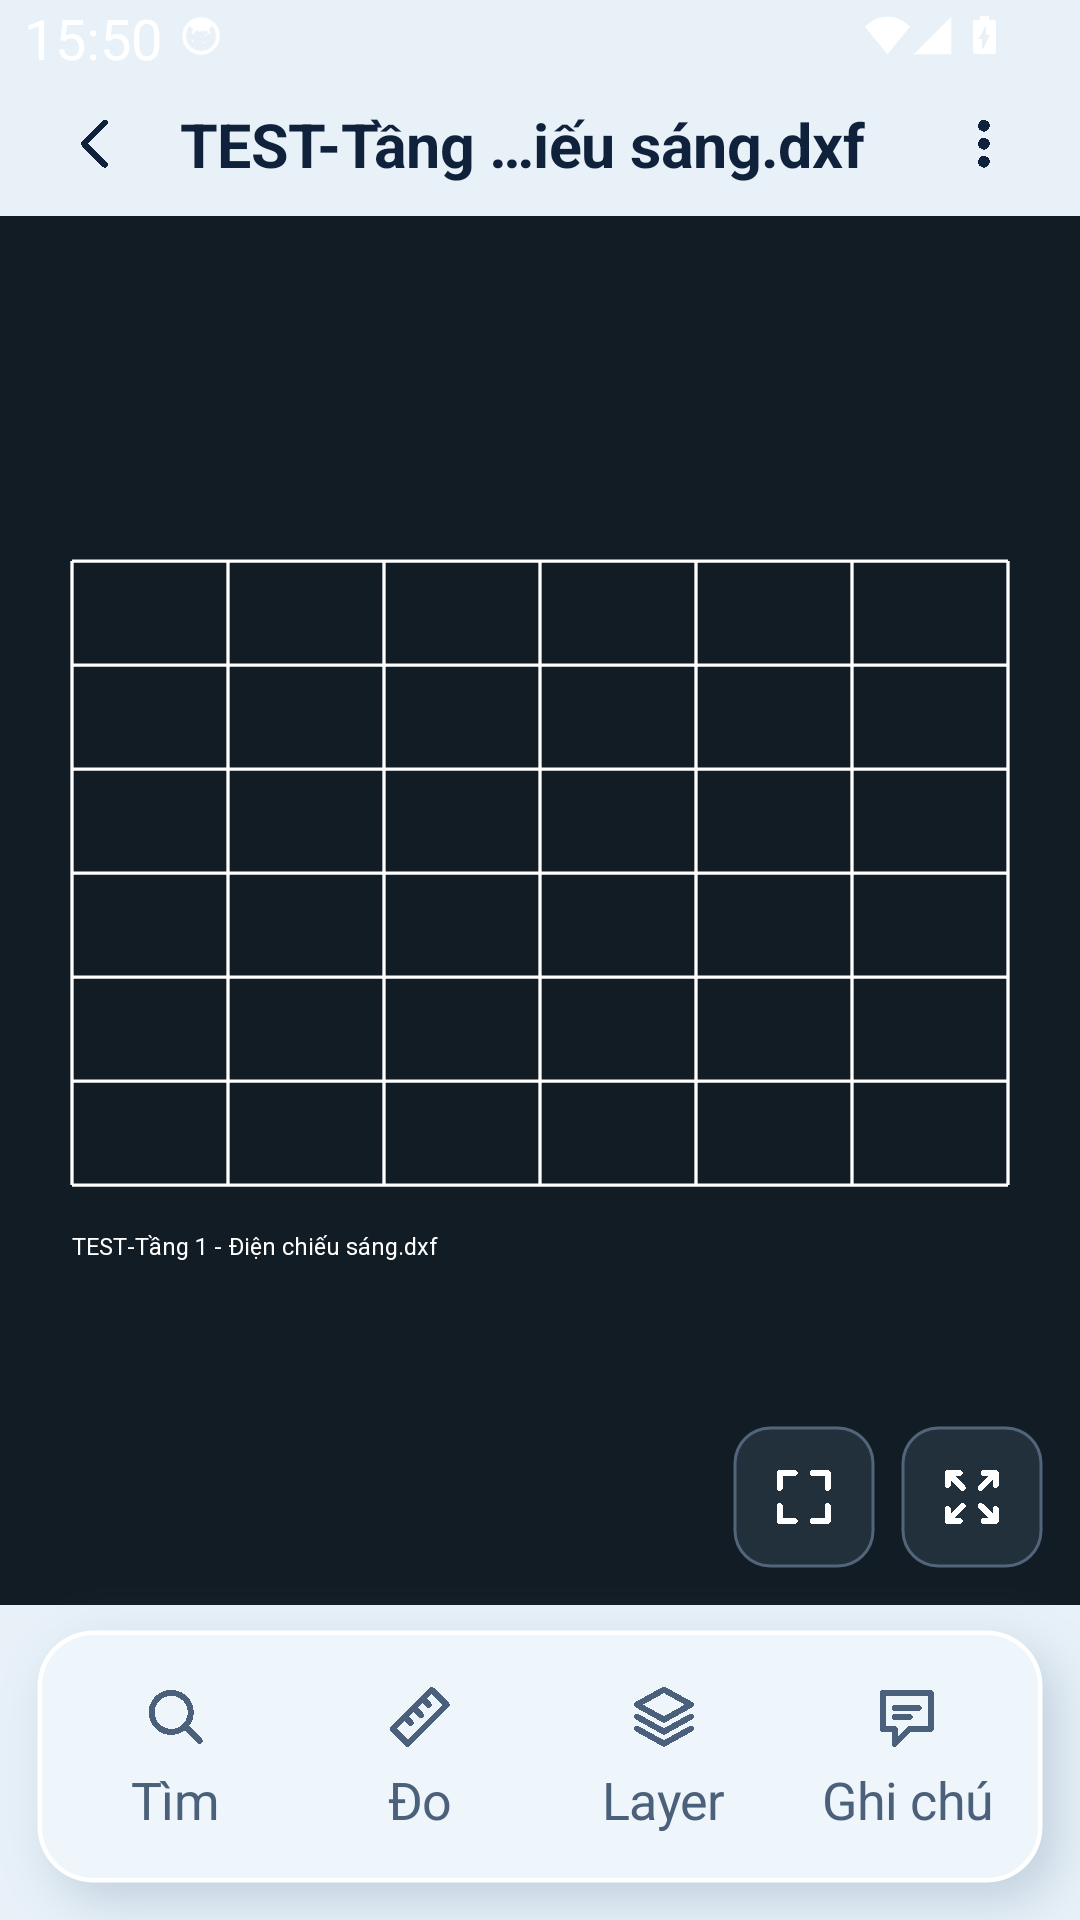 15:50
TEST-Tầng ...iếu sáng.dxf
TEST-Tầng 1 - Điện chiếu sáng.dxf
Tìm
Đo
Layer
Ghi chú